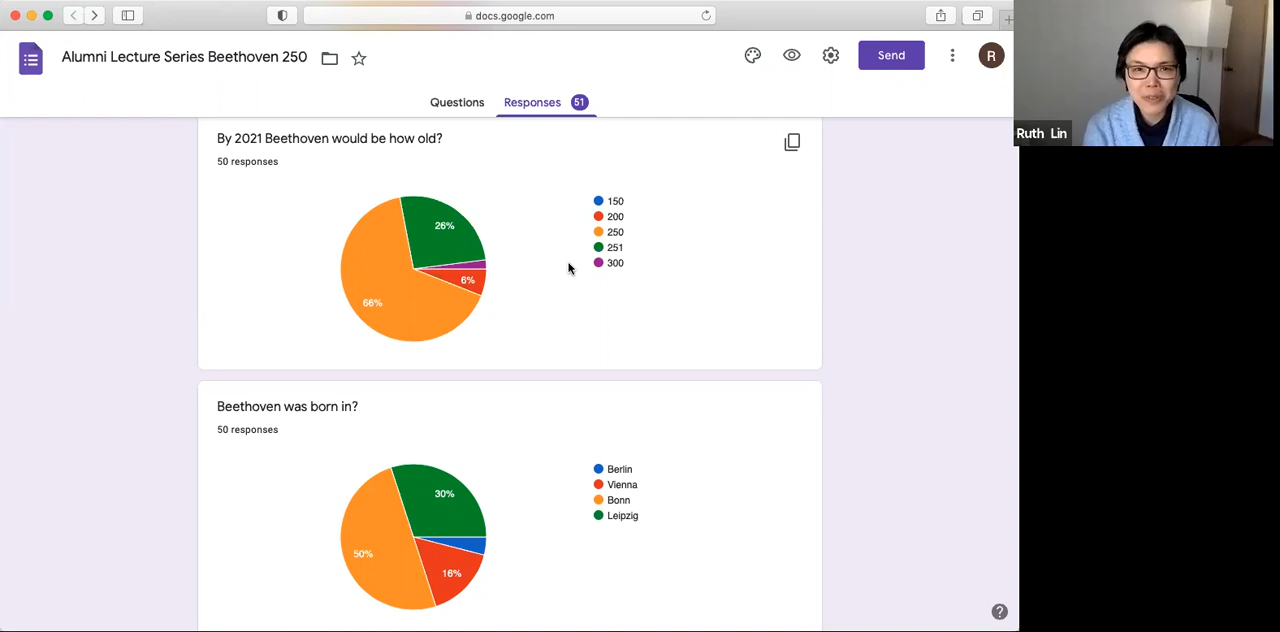 docs.google.com
Alumni Lecture Series Beethoven 250
Send
R
Questions
Responses 51
By 2021 Beethoven would be how old?
50 responses
26%
6%
66%
150
200
250
251
300
Beethoven was born in?
50 responses
30%
50%
16%
Berlin
Vienna
Bonn
Leipzig
Ruth Lin
?